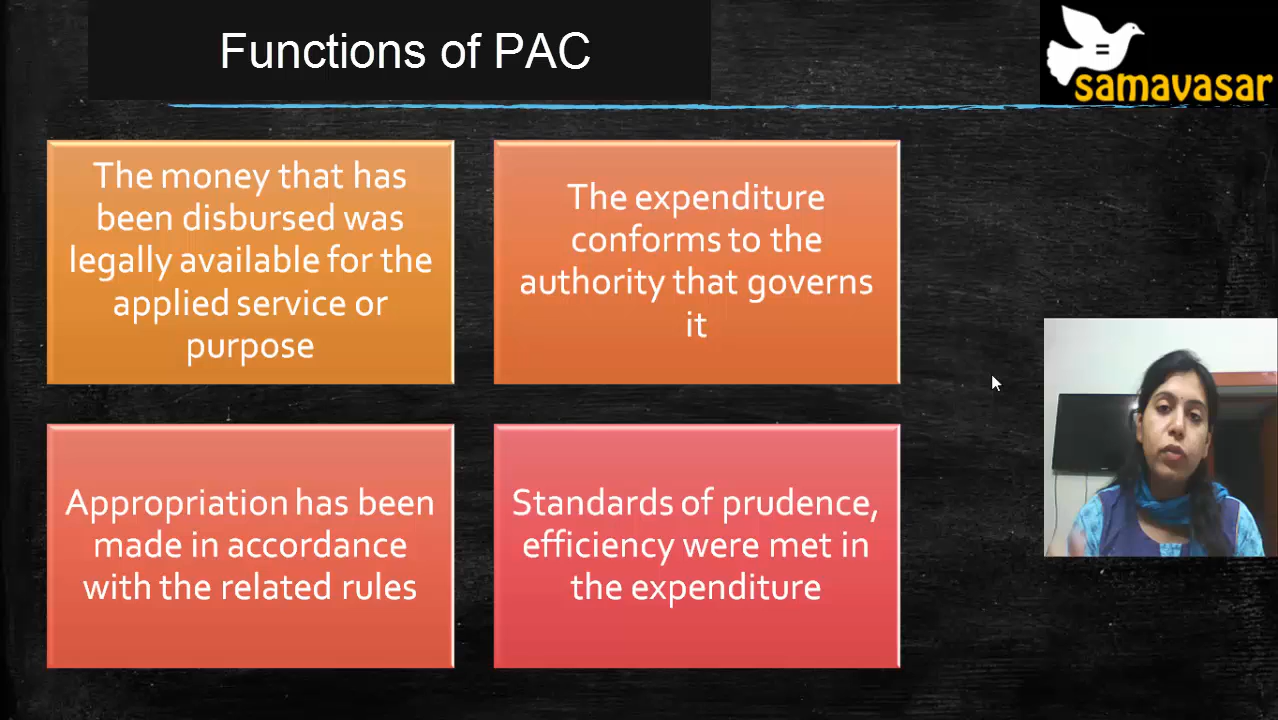 Functions of PAC
samavasar
The money that has
been disbursed was
legally available for the
applied service or
purpose
The expenditure
conforms to the
authority that governs
it
Appropriation has been
made in accordance
with the related rules
Standards of prudence,
efficiency were met in
the expenditure